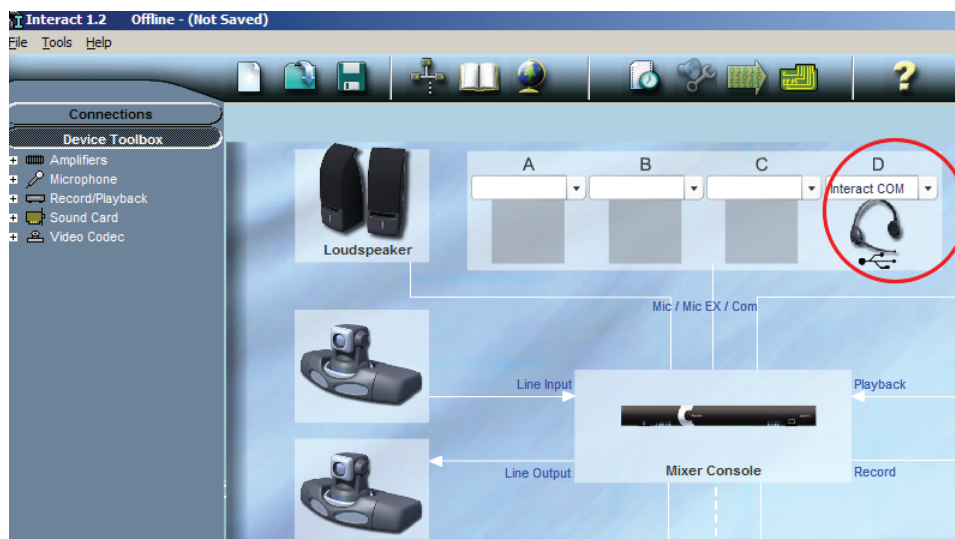 Interact 1.2 Offline - (Not Saved)
File Tools Help
Connections
Device Toolbox
Amplifiers
Microphone
Record/Playback
Sound Card
Video Codec
A B C D
Interact COM
Loudspeaker
Mic / Mic EX / Com
Line Input
Playback
Line Output
Mixer Console
Record